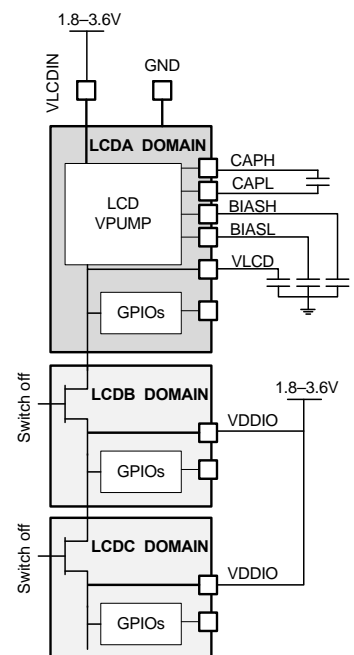 1.8–3.6V
VLCDIN
GND
LCDA DOMAIN
LCD
VPUMP
CAPH
CAPL
BIASH
BIASL
VLCD
GPIOs
1.8–3.6V
Switch off
LCDB DOMAIN
VDDIO
GPIOs
Switch off
LCDC DOMAIN
VDDIO
GPIOs